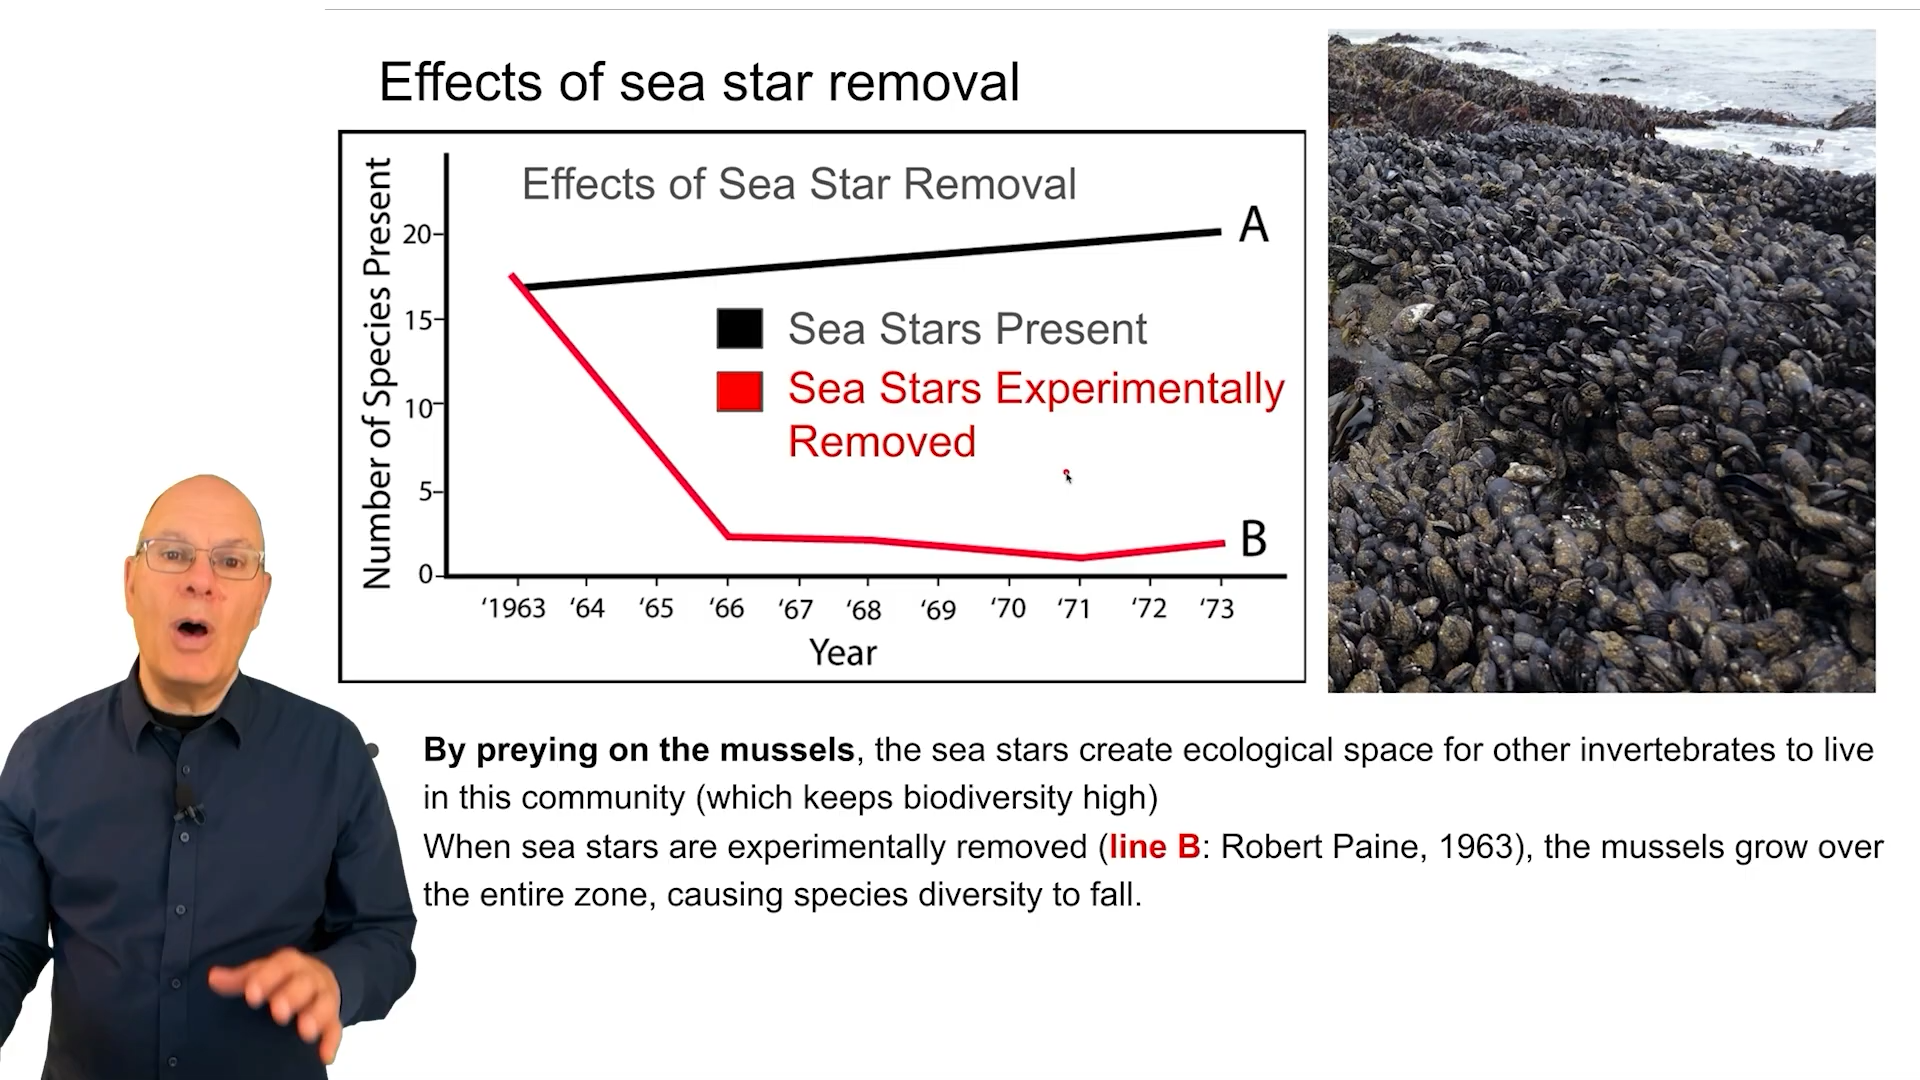 Effects of sea star removal
Effects of Sea Star Removal
Number of Species Present
20
15
10
5
0
A
Sea Stars Present
Sea Stars Experimentally
Removed
B
‘1963 ‘64 ‘65 ‘66 ‘67 ‘68 ‘69 ‘70 ‘71 ‘72 ‘73
Year
By preying on the mussels, the sea stars create ecological space for other invertebrates to live
in this community (which keeps biodiversity high)
When sea stars are experimentally removed (line B: Robert Paine, 1963), the mussels grow over
the entire zone, causing species diversity to fall.